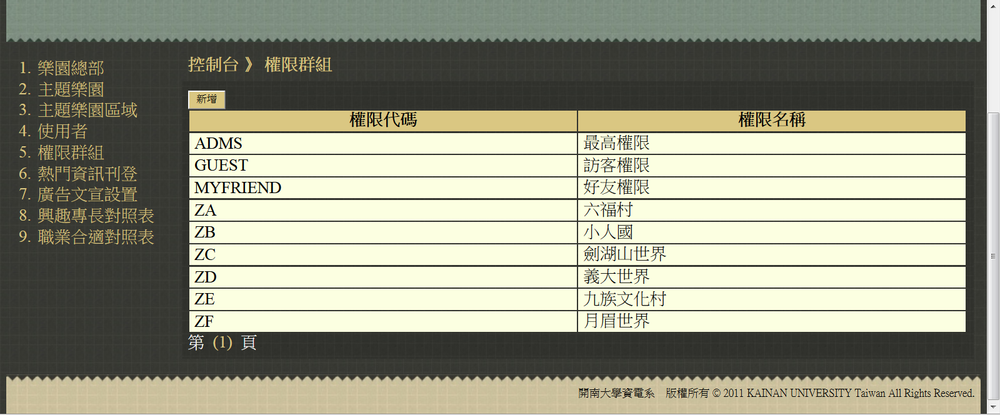 1. 樂園總部
2. 主題樂園
3. 主題樂園區域
4. 使用者
5. 權限群組
6. 熱門資訊刊登
7. 廣告文宣設置
8. 興趣專長對照表
9. 職業合適對照表
控制台 》 權限群組
新增
權限代碼 權限名稱
ADMS 最高權限
GUEST 訪客權限
MYFRIEND 好友權限
ZA 六福村
ZB 小人國
ZC 劍湖山世界
ZD 義大世界
ZE 九族文化村
ZF 月眉世界
第 (1) 頁
開南大學資電系 版權所有 © 2011 KAINAN UNIVERSITY Taiwan All Rights Reserved.